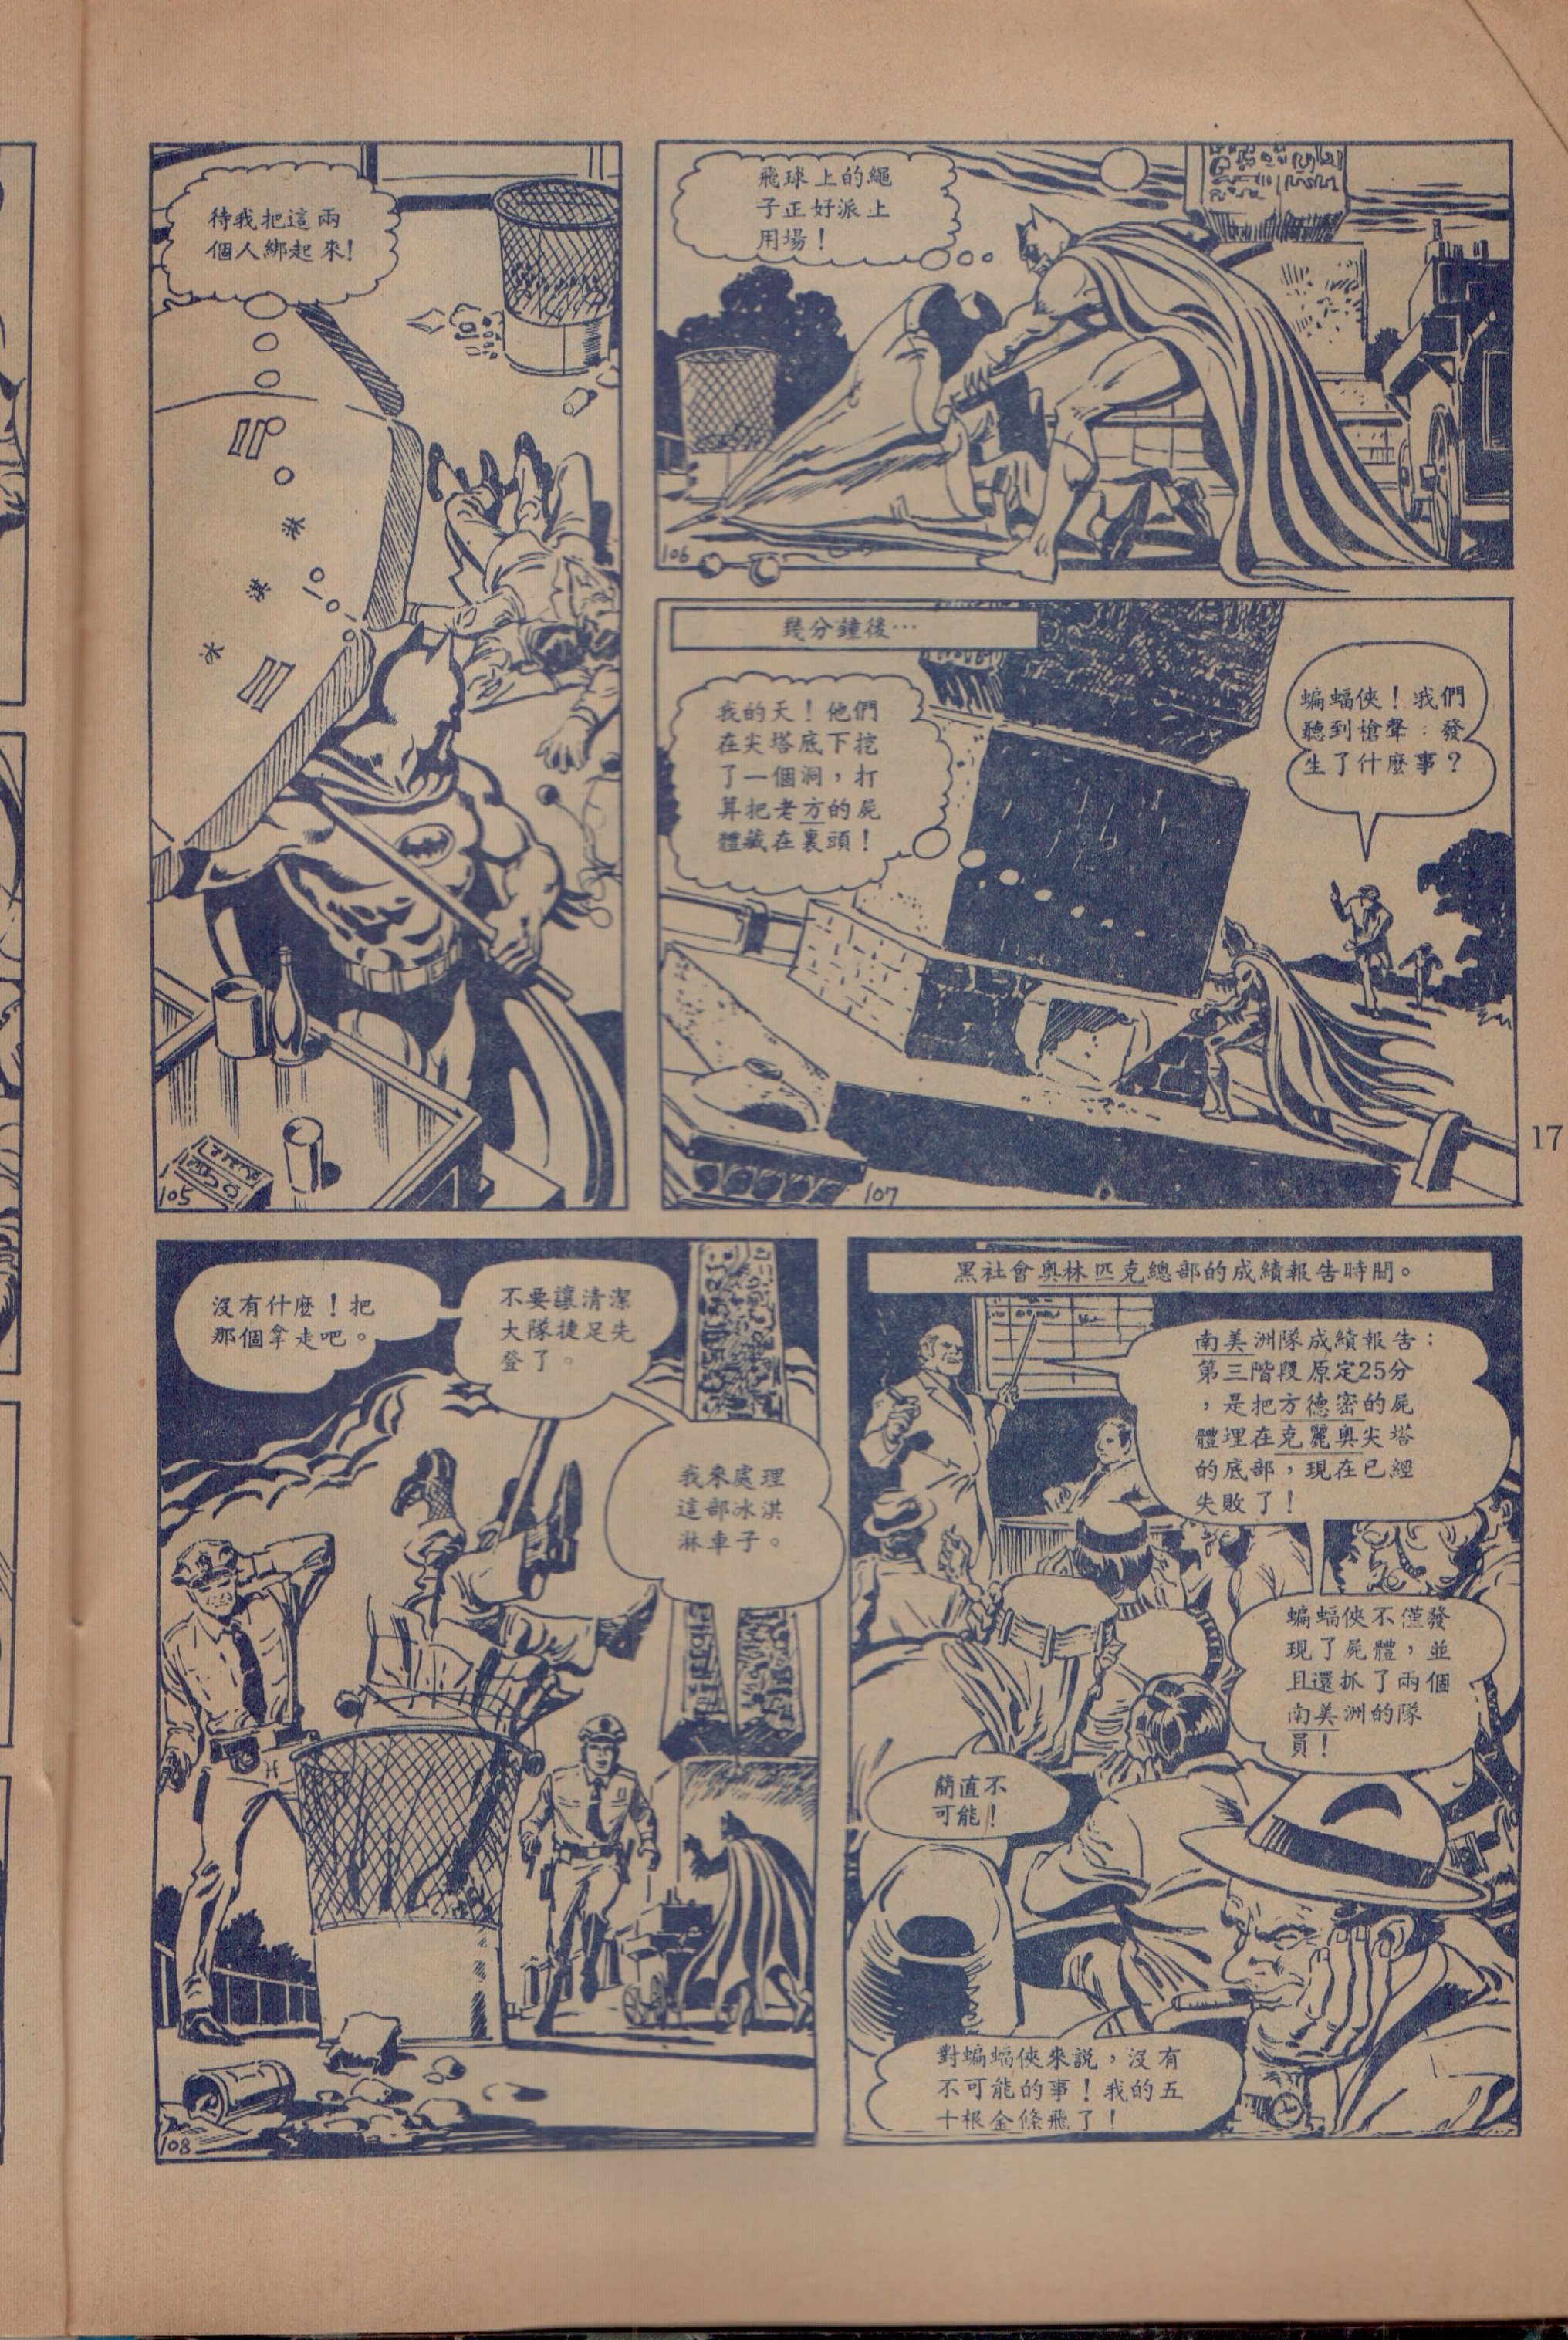 待我把這兩
個人綁起來!
淋
淇
冰
105
飛球上的繩
子正好派上
用場!
106
幾分鐘後…
我的天!他們
在尖塔底下挖
了一個洞,打
算把老方的屍
體藏在裏頭!
蝙蝠俠!我們
聽到槍聲:發
生了什麼事?
107
17
沒有什麼!把
那個拿走吧。
不要讓清潔
大隊捷足先
登了。
我來處理
這部冰淇
淋車子。
108
黑社會奧林匹克總部的成績報告時間。
南美洲隊成績報告:
第三階段原定25分
,是把方德密的屍
體埋在克麗奧尖塔
的底部,現在已經
失敗了!
蝙蝠俠不僅發
現了屍體,並
且還抓了兩個
南美洲的隊
員!
簡直不
可能!
對蝙蝠俠來説,沒有
不可能的事!我的五
十根金條飛了!